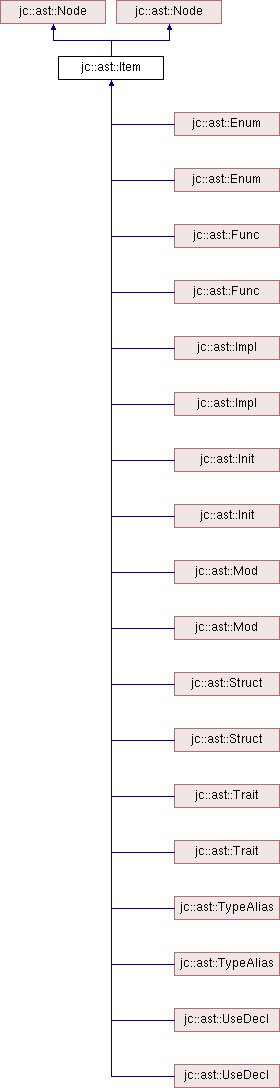 jc::ast::Node
jc::ast::Node
jc::ast::Item
jc::ast::Enum
jc::ast::Enum
jc::ast::Func
jc::ast::Func
jc::ast::Impl
jc::ast::Impl
jc::ast::Init
jc::ast::Init
jc::ast::Mod
jc::ast::Mod
jc::ast::Struct
jc::ast::Struct
jc::ast::Trait
jc::ast::Trait
jc::ast::TypeAlias
jc::ast::TypeAlias
jc::ast::UseDecl
jc::ast::UseDecl